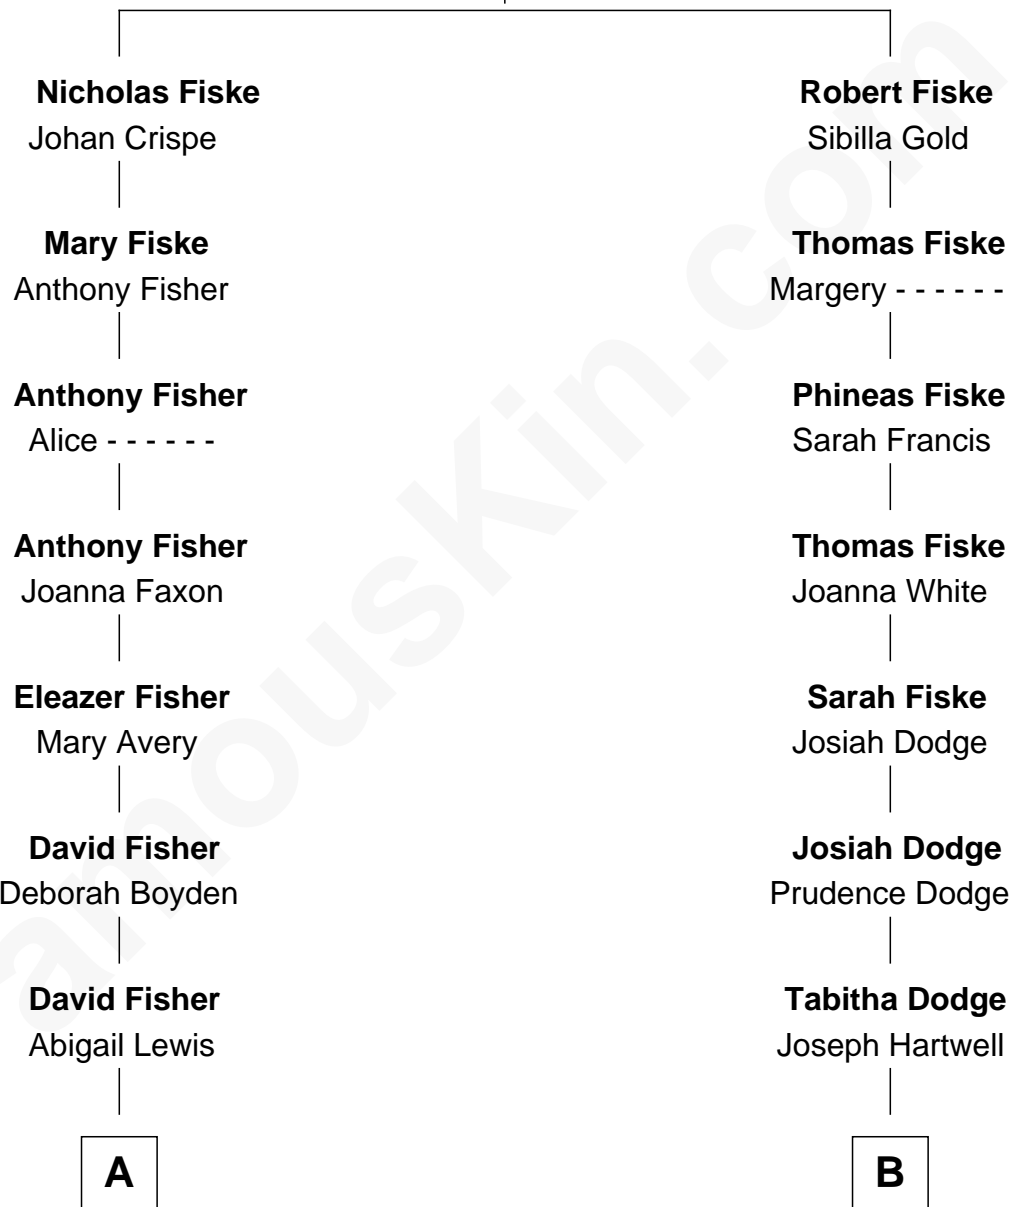 Nicholas Fiske
Johan Crispe
Mary Fiske
Anthony Fisher
Anthony Fisher
Alice - - - - - -
Anthony Fisher
Joanna Faxon
Eleazer Fisher
Mary Avery
David Fisher
Deborah Boyden
David Fisher
Abigail Lewis
A
Robert Fiske
Sibilla Gold
Thomas Fiske
Margery - - - - - -
Phineas Fiske
Sarah Francis
Thomas Fiske
Joanna White
Sarah Fiske
Josiah Dodge
Josiah Dodge
Prudence Dodge
Tabitha Dodge
Joseph Hartwell
B
amouskin.com